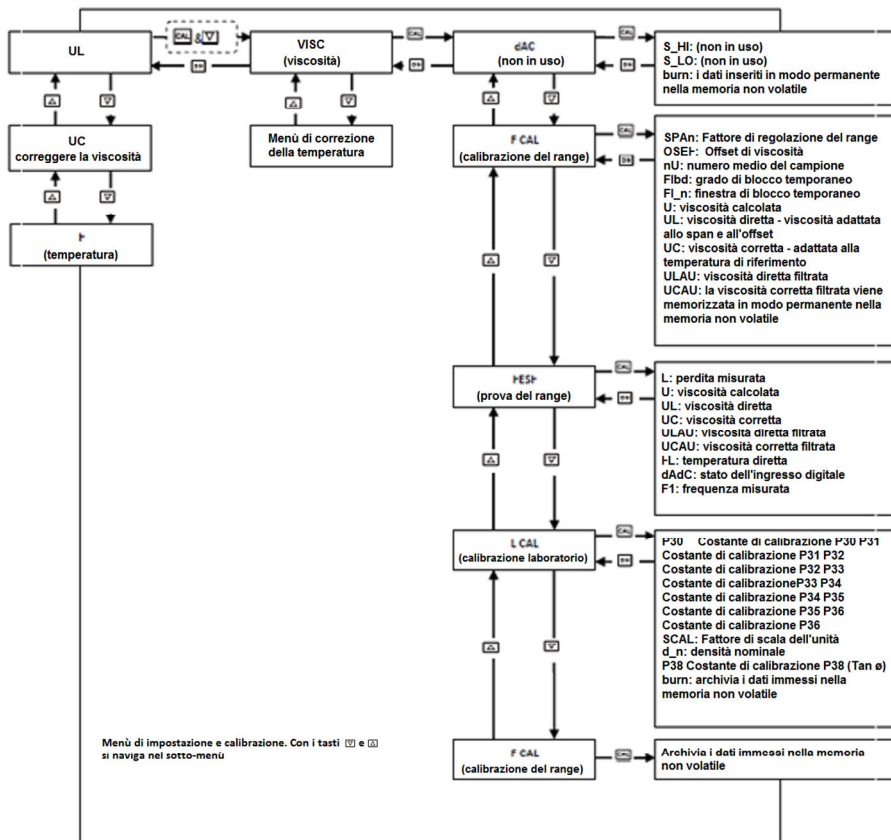 UL
CAL & ▽
VISC
(viscosità)
CAL
dAC
(non in uso)
CAL
S_HI: (non in uso)
S_LO: (non in uso)
burn: i dati inseriti in modo permanente
nella memoria non volatile
UC
correggere la viscosità
Menù di correzione
della temperatura
F CAL
(calibrazione del range)
CAL
SPAn: Fattore di regolazione del range
OSEⱵ: Offset di viscosità
nU: numero medio del campione
Flbd: grado di blocco temporaneo
Fl_n: finestra di blocco temporaneo
U: viscosità calcolata
UL: viscosità diretta - viscosità adattata
allo span e all'offset
UC: viscosità corretta - adattata alla
temperatura di riferimento
ULAU: viscosità diretta filtrata
UCAU: la viscosità corretta filtrata viene
memorizzata in modo permanente nella
memoria non volatile
Ⱶ
(temperatura)
ⱵESⱵ
(prova del range)
CAL
L: perdita misurata
U: viscosità calcolata
UL: viscosità diretta
UC: viscosità corretta
ULAU: viscosità diretta filtrata
UCAU: viscosità corretta filtrata
ⱵL: temperatura diretta
dAdC: stato dell'ingresso digitale
F1: frequenza misurata
L CAL
(calibrazione laboratorio)
CAL
P30 Costante di calibrazione P30 P31
Costante di calibrazione P31 P32
Costante di calibrazione P32 P33
Costante di calibrazioneP33 P34
Costante di calibrazione P34 P35
Costante di calibrazione P35 P36
Costante di calibrazione P36
SCAL: Fattore di scala dell'unità
d_n: densità nominale
P38 Costante di calibrazione P38 (Tan ø)
burn: archivia i dati immessi nella
memoria non volatile
Menù di impostazione e calibrazione. Con i tasti ▽ e △
si naviga nel sotto-menù
F CAL
(calibrazione del range)
CAL
Archivia i dati immessi nella memoria
non volatile